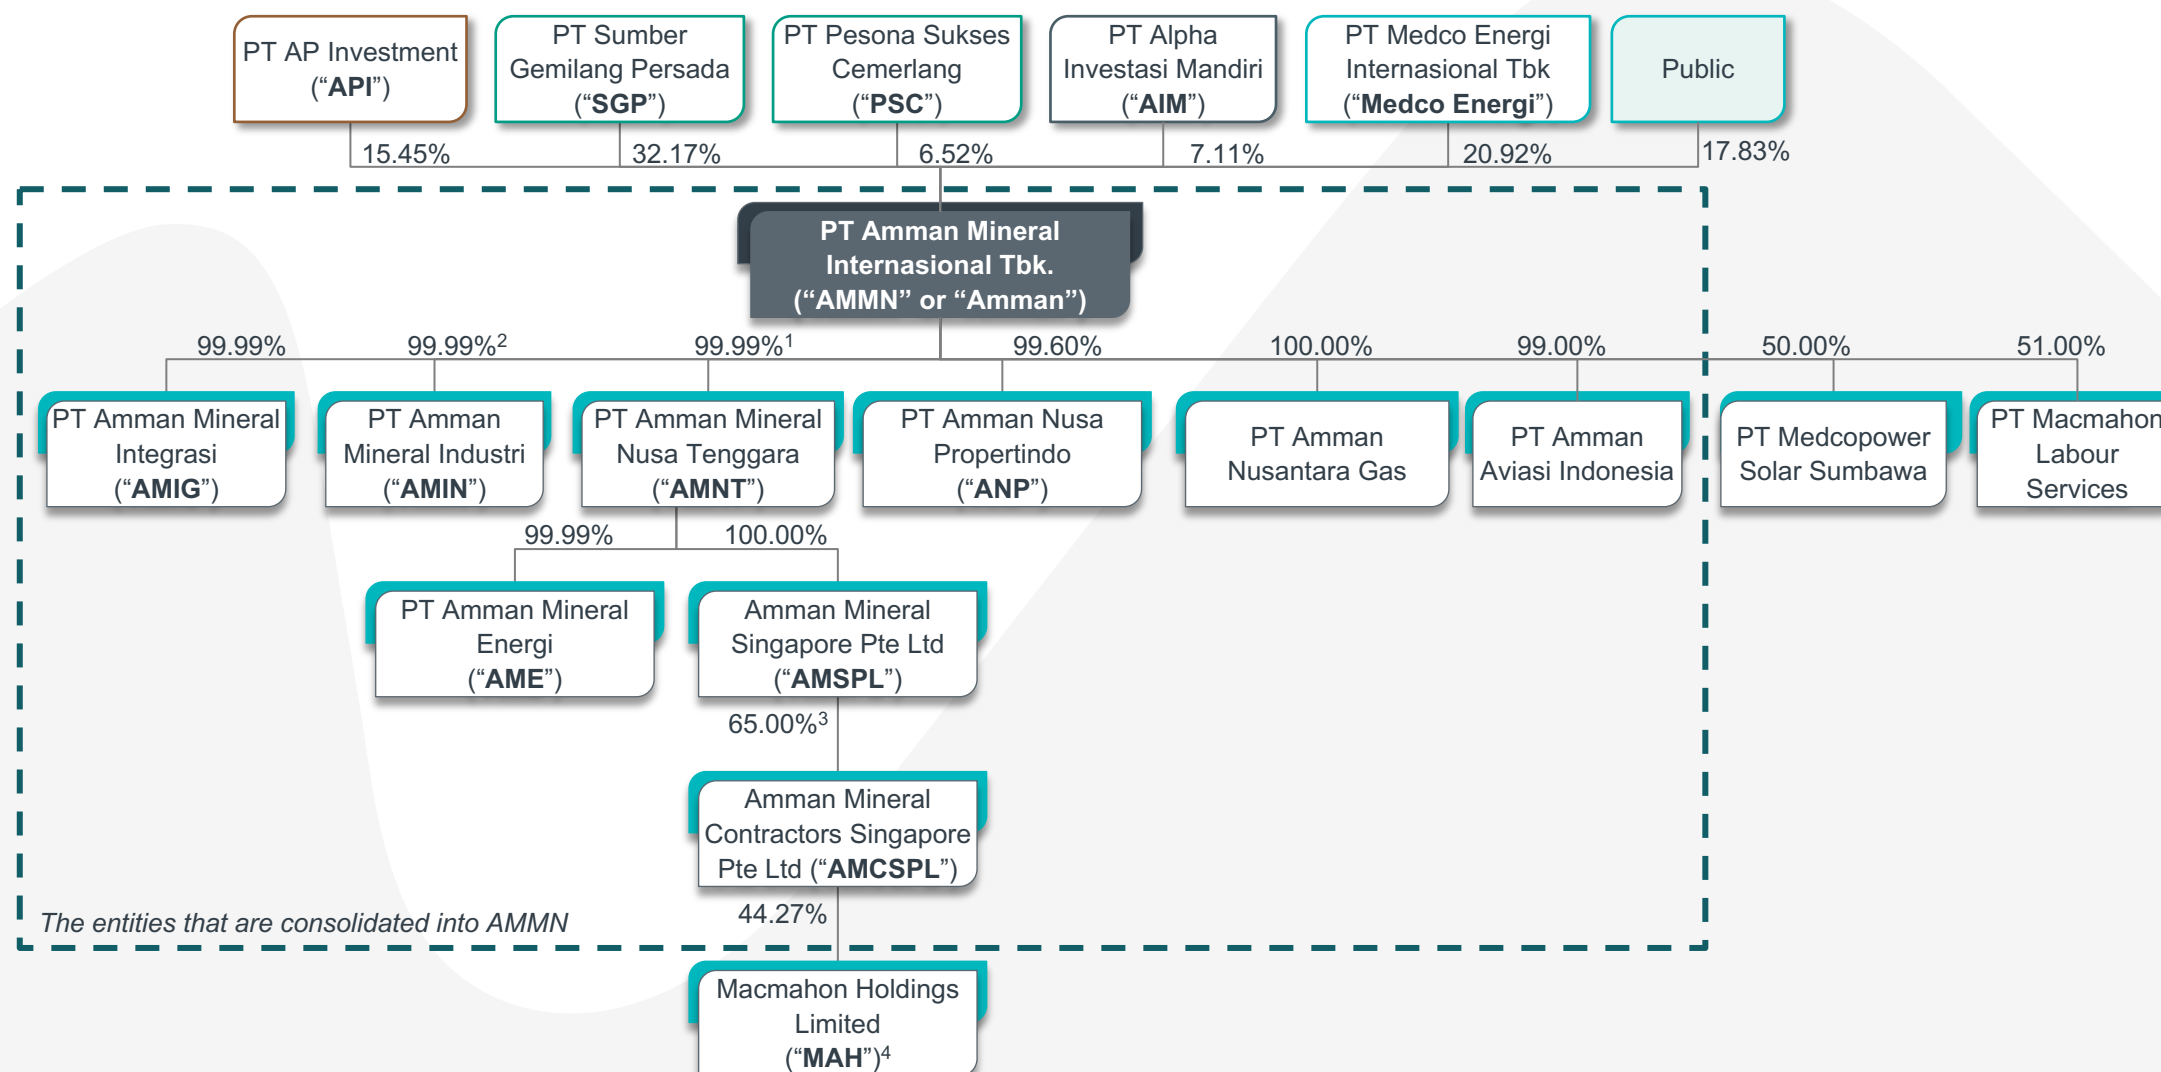 PT AP Investment
(“API”)
PT Sumber
Gemilang Persada
(“SGP”)
PT Pesona Sukses
Cemerlang
(“PSC”)
PT Alpha
Investasi Mandiri
(“AIM”)
PT Medco Energi
Internasional Tbk
(“Medco Energi”)
Public
15.45%
32.17%
6.52%
7.11%
20.92%
17.83%
PT Amman Mineral
Internasional Tbk.
(“AMMN” or “Amman”)
99.99%
99.99%2
99.99%1
99.60%
100.00%
99.00%
50.00%
51.00%
PT Amman Mineral
Integrasi
(“AMIG”)
PT Amman
Mineral Industri
(“AMIN”)
PT Amman Mineral
Nusa Tenggara
(“AMNT”)
PT Amman Nusa
Propertindo
(“ANP”)
PT Amman
Nusantara Gas
PT Amman
Aviasi Indonesia
PT Medcopower
Solar Sumbawa
PT Macmahon
Labour
Services
99.99%
100.00%
PT Amman Mineral
Energi
(“AME”)
Amman Mineral
Singapore Pte Ltd
(“AMSPL”)
65.00%3
Amman Mineral
Contractors Singapore
Pte Ltd (“AMCSPL”)
44.27%
The entities that are consolidated into AMMN
Macmahon Holdings
Limited
(“MAH”)4